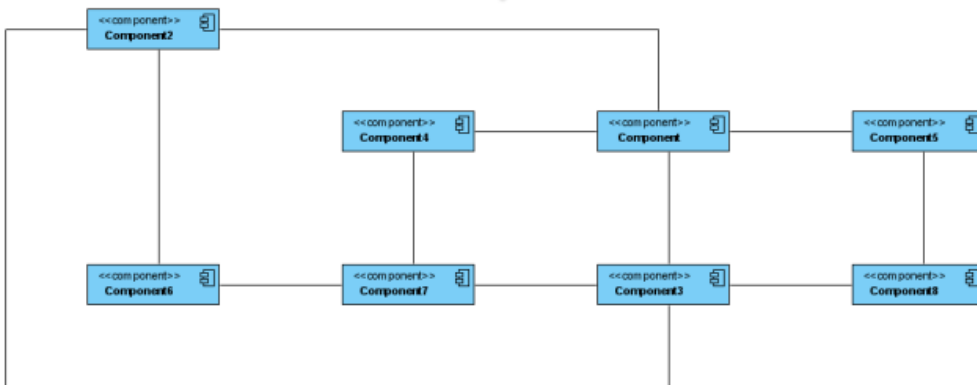 <<component>>
Component2
<<component>>
Component4
<<component>>
Component
<<component>>
Component5
<<component>>
Component6
<<component>>
Component7
<<component>>
Component3
<<component>>
Component8